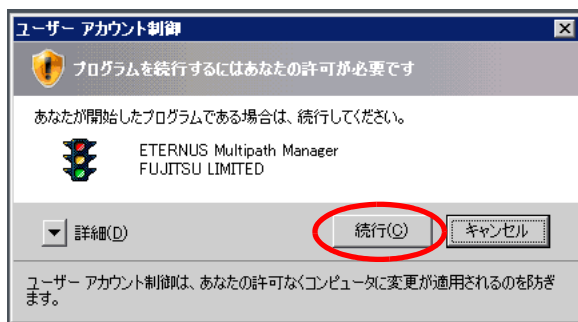 ユーザー アカウント制御
プログラムを続行するにはあなたの許可が必要です
あなたが開始したプログラムである場合は、続行してください。
ETERNUS Multipath Manager
FUJITSU LIMITED
詳細(D)
続行(C)
キャンセル
ユーザー アカウント制御は、あなたの許可なくコンピュータに変更が適用されるのを防ぎ
ます。